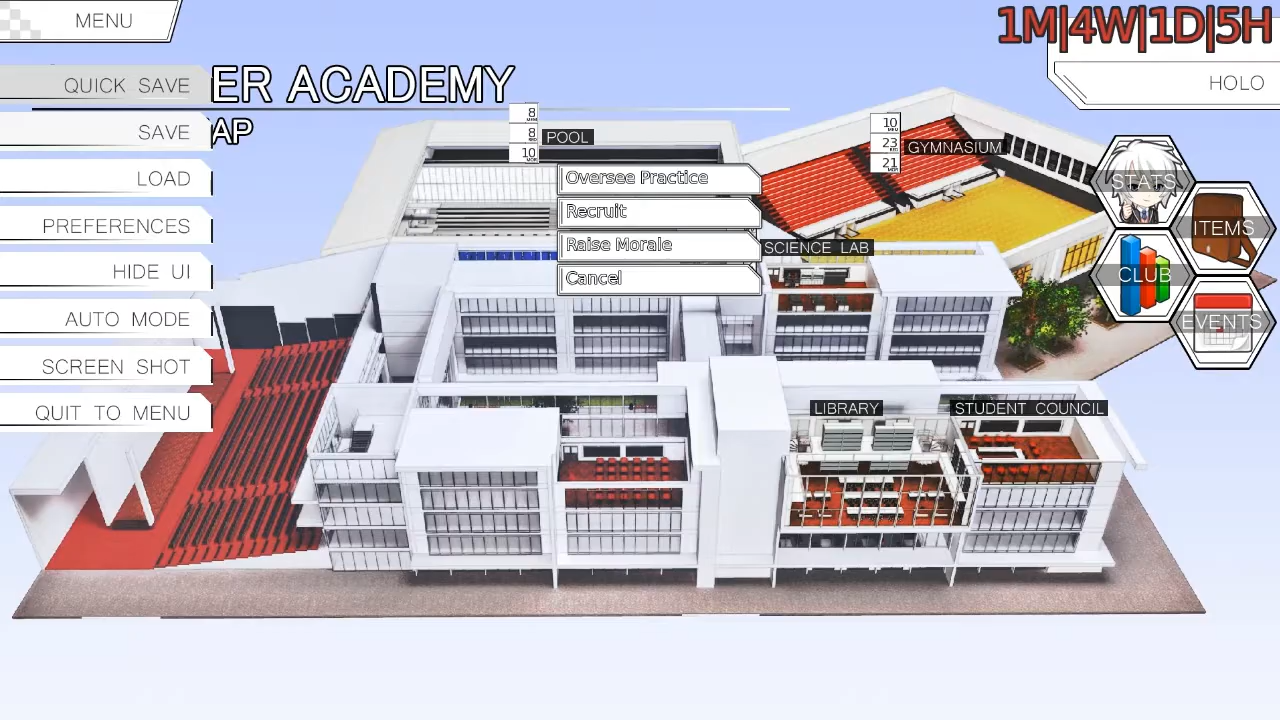 MENU
1M|4W|1D|5H
HOLO
QUICK SAVE
ER ACADEMY
SAVE
AP
LOAD
PREFERENCES
HIDE UI
AUTO MODE
SCREEN SHOT
QUIT TO MENU
8
8
10
POOL
Oversee Practice
Recruit
Raise Morale
Cancel
10
23
21
GYMNASIUM
SCIENCE LAB
LIBRARY
STUDENT COUNCIL
STATS
ITEMS
CLUB
EVENTS